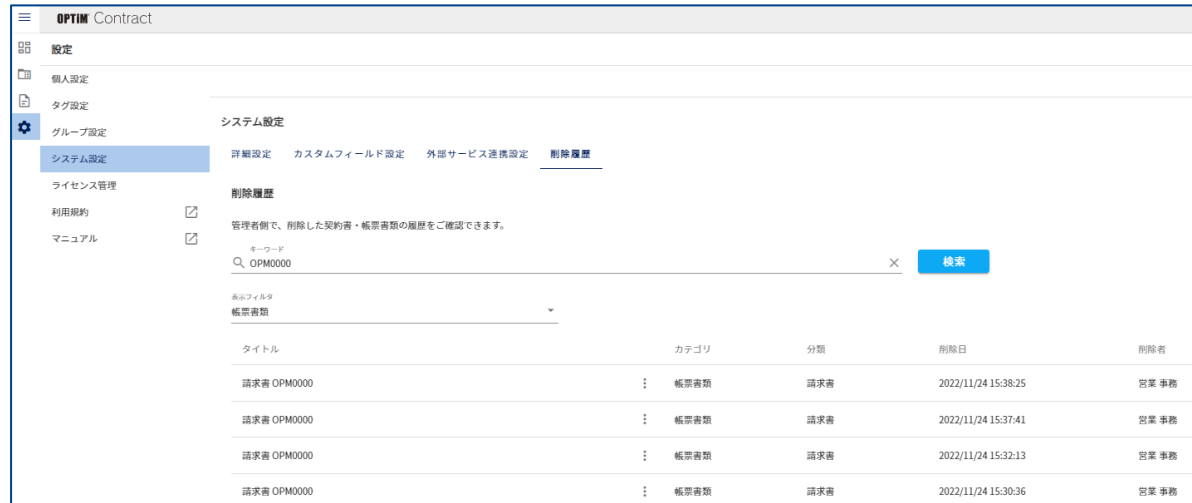 OPTiM Contract
設定
個人設定
タグ設定
グループ設定
システム設定
ライセンス管理
利用規約
マニュアル
システム設定
詳細設定 カスタムフィールド設定 外部サービス連携設定 削除履歴
削除履歴
管理者側で、削除した契約書・帳票書類の履歴をご確認できます。
キーワード
OPM0000
検索
表示フィルタ
帳票書類
タイトル カテゴリ 分類 削除日 削除者
請求書 OPM0000 帳票書類 請求書 2022/11/24 15:38:25 営業 事務
請求書 OPM0000 帳票書類 請求書 2022/11/24 15:37:41 営業 事務
請求書 OPM0000 帳票書類 請求書 2022/11/24 15:32:13 営業 事務
請求書 OPM0000 帳票書類 請求書 2022/11/24 15:30:36 営業 事務